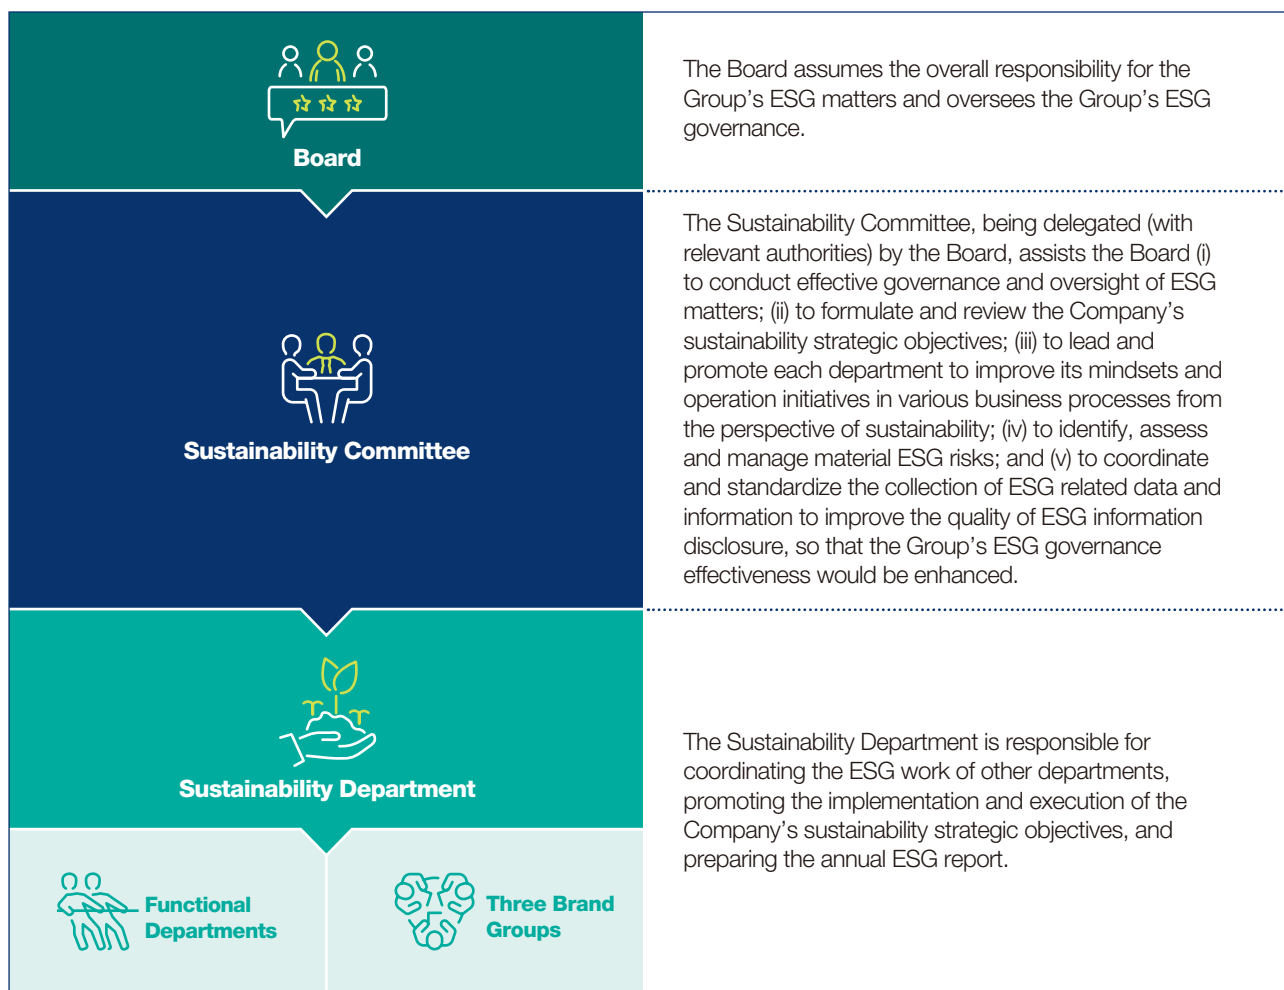 Board
The Board assumes the overall responsibility for the
Group’s ESG matters and oversees the Group’s ESG
governance.
Sustainability Committee
The Sustainability Committee, being delegated (with
relevant authorities) by the Board, assists the Board (i)
to conduct effective governance and oversight of ESG
matters; (ii) to formulate and review the Company’s
sustainability strategic objectives; (iii) to lead and
promote each department to improve its mindsets and
operation initiatives in various business processes from
the perspective of sustainability; (iv) to identify, assess
and manage material ESG risks; and (v) to coordinate
and standardize the collection of ESG related data and
information to improve the quality of ESG information
disclosure, so that the Group’s ESG governance
effectiveness would be enhanced.
Sustainability Department
The Sustainability Department is responsible for
coordinating the ESG work of other departments,
promoting the implementation and execution of the
Company’s sustainability strategic objectives, and
preparing the annual ESG report.
Functional
Departments
Three Brand
Groups